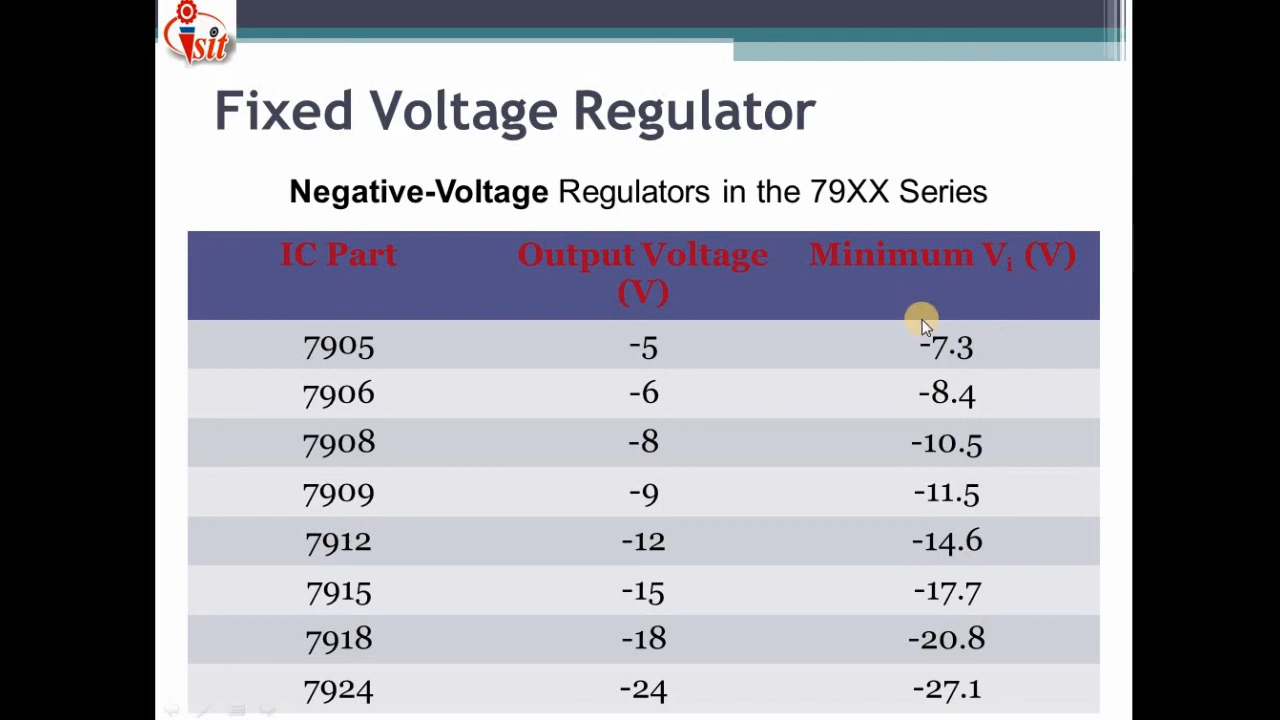 isit
Fixed Voltage Regulator
Negative-Voltage Regulators in the 79XX Series
IC Part Output Voltage (V) Minimum Vi (V)
7905 -5 -7.3
7906 -6 -8.4
7908 -8 -10.5
7909 -9 -11.5
7912 -12 -14.6
7915 -15 -17.7
7918 -18 -20.8
7924 -24 -27.1